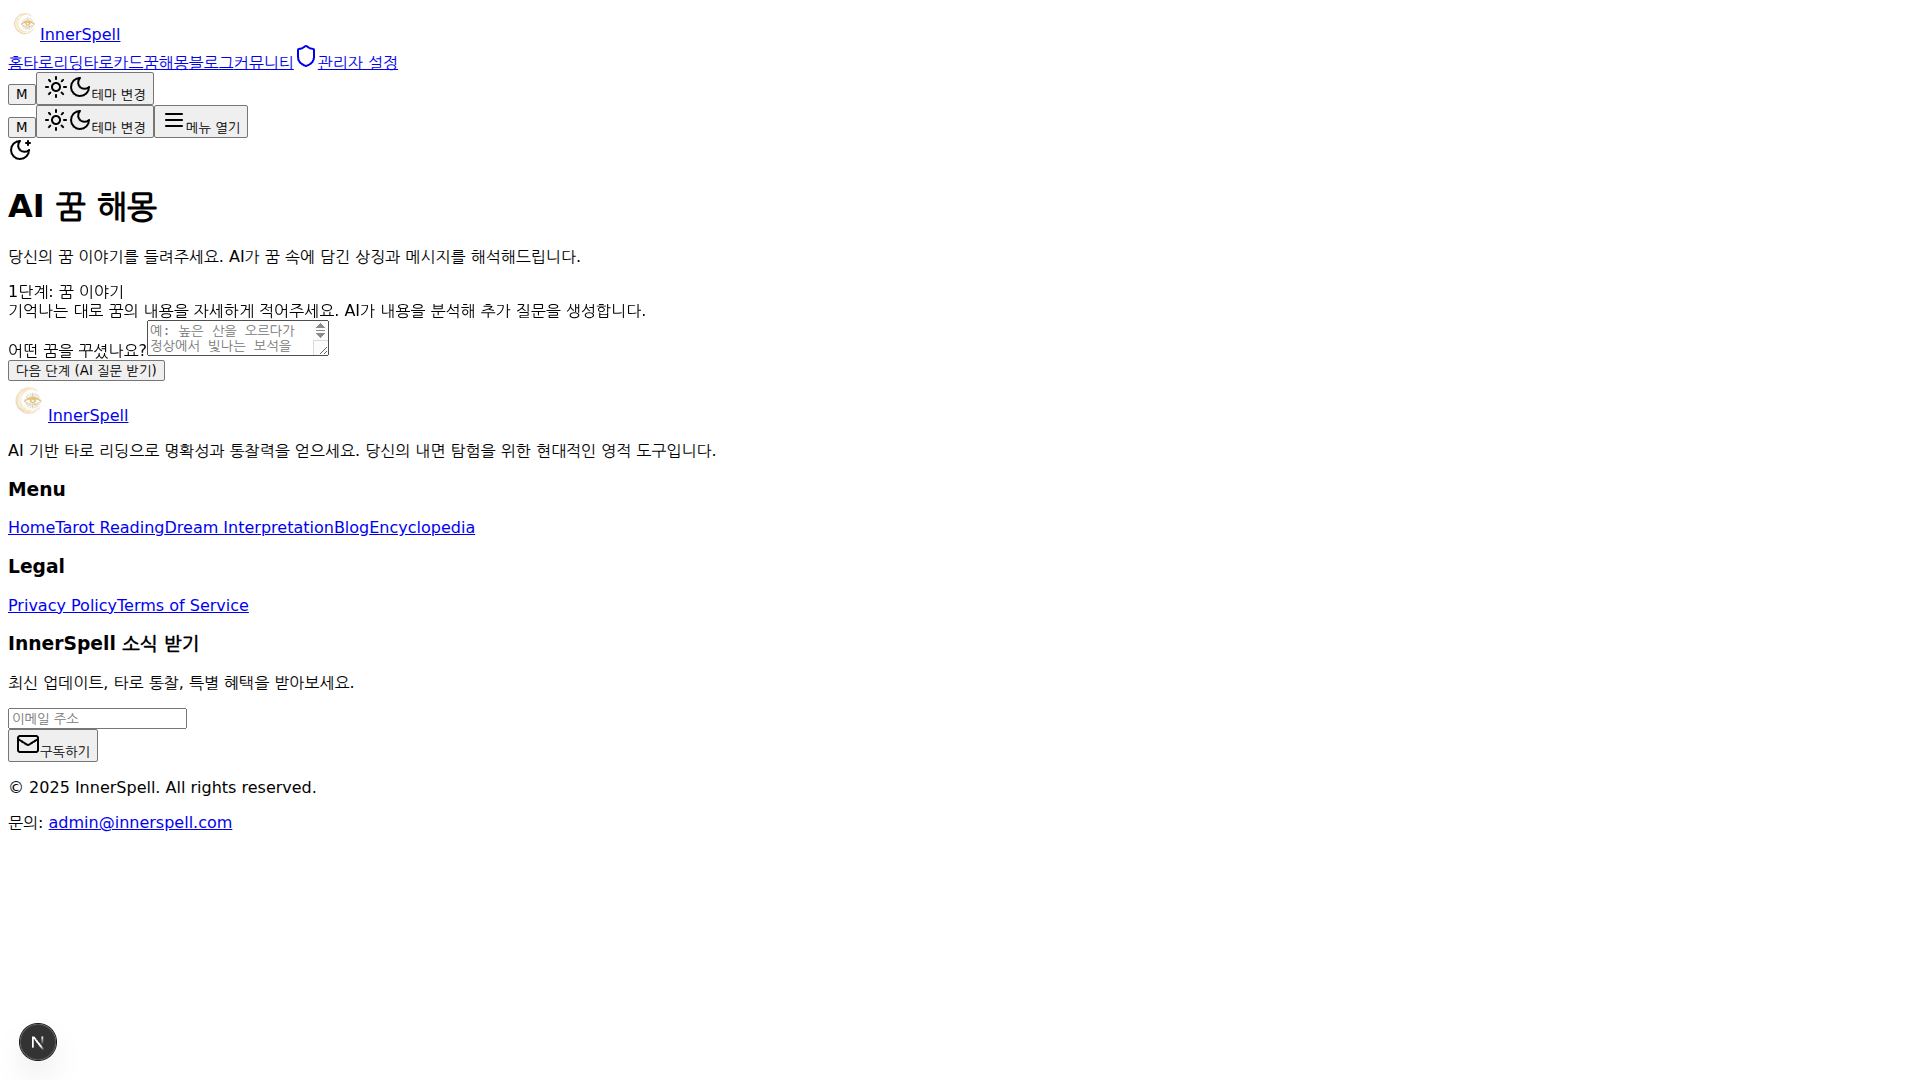 InnerSpell
홈타로리딩타로카드꿈해몽블로그커뮤니티관리자 설정
M테마 변경
M테마 변경메뉴 열기
AI 꿈 해몽
당신의 꿈 이야기를 들려주세요. AI가 꿈 속에 담긴 상징과 메시지를 해석해드립니다.
1단계: 꿈 이야기
기억나는 대로 꿈의 내용을 자세하게 적어주세요. AI가 내용을 분석해 추가 질문을 생성합니다.
어떤 꿈을 꾸셨나요?
예: 높은 산을 오르다가
정상에서 빛나는 보석을
다음 단계 (AI 질문 받기)
InnerSpell
AI 기반 타로 리딩으로 명확성과 통찰력을 얻으세요. 당신의 내면 탐험을 위한 현대적인 영적 도구입니다.
Menu
HomeTarot ReadingDream InterpretationBlogEncyclopedia
Legal
Privacy PolicyTerms of Service
InnerSpell 소식 받기
최신 업데이트, 타로 통찰, 특별 혜택을 받아보세요.
이메일 주소
구독하기
© 2025 InnerSpell. All rights reserved.
문의: admin@innerspell.com
N